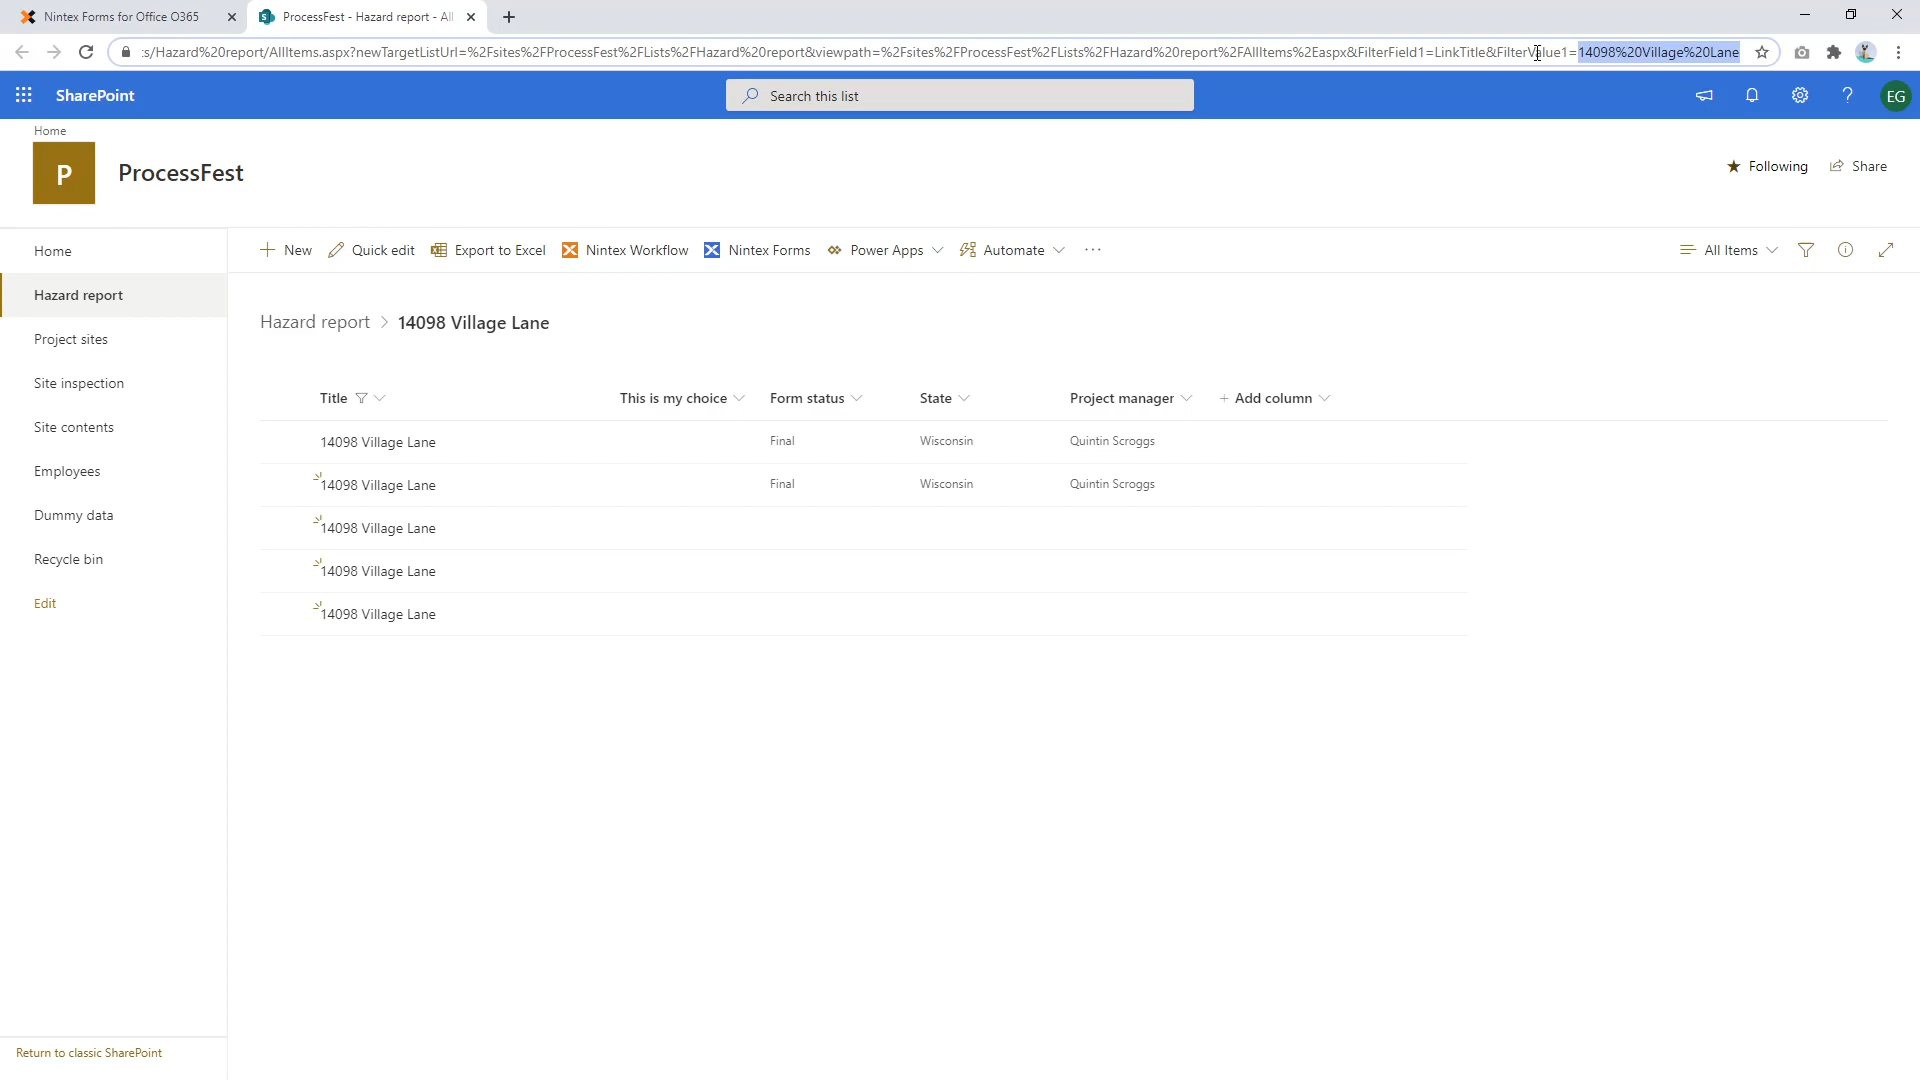 Nintex Forms for Office O365
ProcessFest - Hazard report - All
:s/Hazard%20report/AllItems.aspx?newTargetListUrl=%2Fsites%2FProcessFest%2FLists%2FHazard%20report&viewpath=%2Fsites%2FProcessFest%2FLists%2FHazard%20report%2FAllItems%2Easpx&FilterField1=LinkTitle&FilterValue1=14098%20Village%20Lane
SharePoint
Search this list
EG
Home
P
ProcessFest
Following
Share
Home
Hazard report
Project sites
Site inspection
Site contents
Employees
Dummy data
Recycle bin
Edit
Return to classic SharePoint
New Quick edit Export to Excel Nintex Workflow Nintex Forms Power Apps Automate ... All Items
Hazard report > 14098 Village Lane
Title This is my choice Form status State Project manager + Add column
14098 Village Lane Final Wisconsin Quintin Scroggs
14098 Village Lane Final Wisconsin Quintin Scroggs
14098 Village Lane
14098 Village Lane
14098 Village Lane